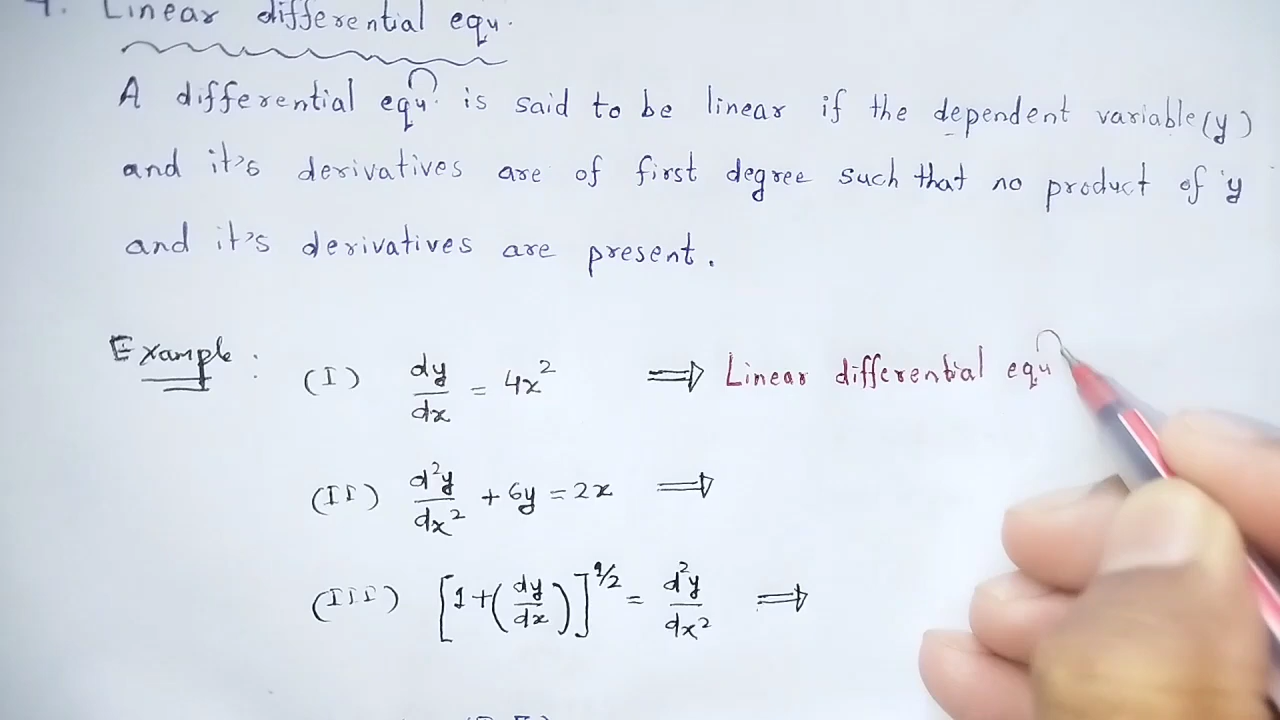 Linear differential equ.
A differential equ. is said to be linear if the dependent variable(y)
and it's derivatives are of first degree such that no product of 'y
and it's derivatives are present.
Example : (I) dy/dx = 4x² ⟹ Linear differential equ
(II) d²y/dx² + 6y = 2x ⟹
(III) [1+(dy/dx)]^1/2 = d²y/dx² ⟹